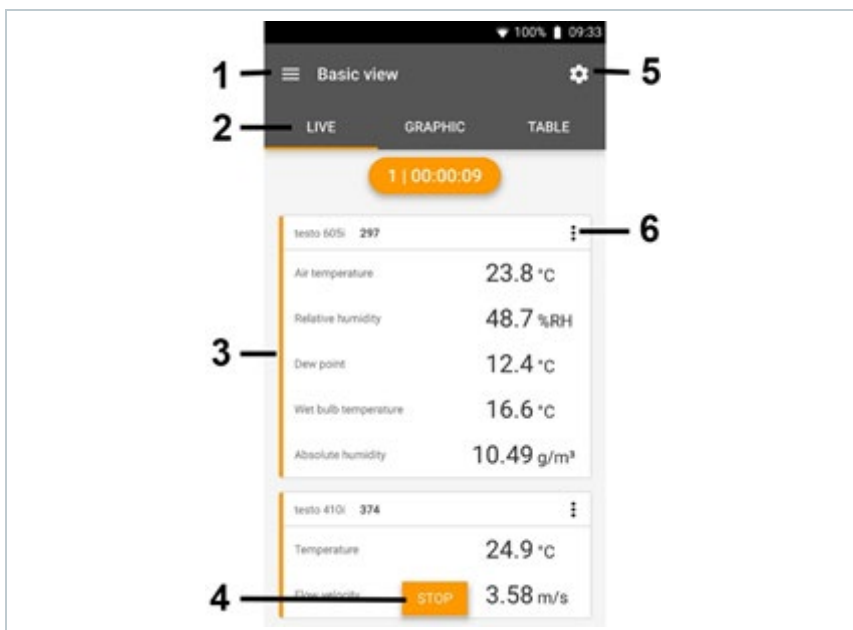 100% 09:33
1 Basic view 5
2 LIVE GRAPHIC TABLE
1 | 00:00:09
testo 605i 297 6
Air temperature 23.8 °C
Relative humidity 48.7 %RH
3 Dew point 12.4 °C
Wet bulb temperature 16.6 °C
Absolute humidity 10.49 g/m³
testo 410i 374
Temperature 24.9 °C
4 Flow velocity STOP 3.58 m/s